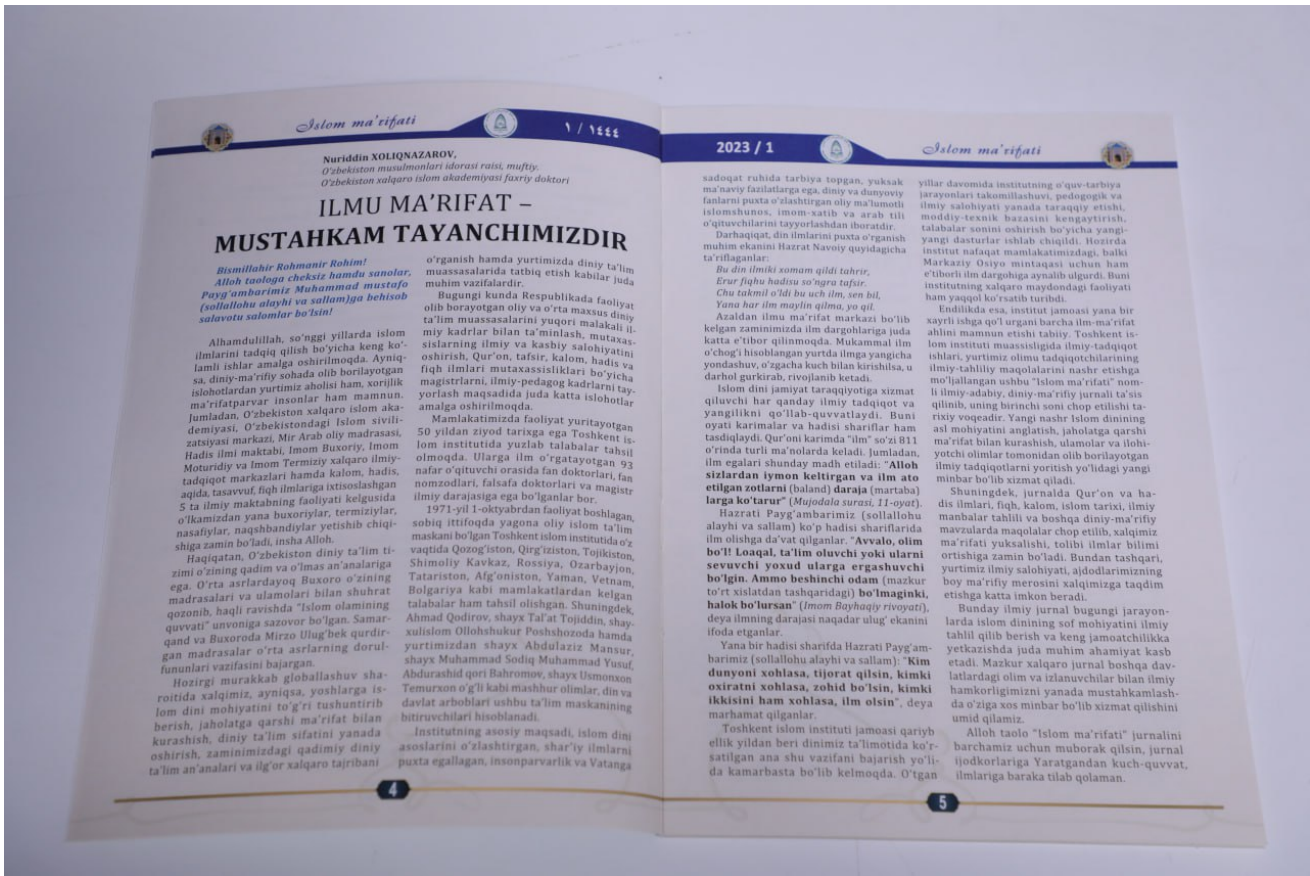 Islom ma'rifati
١ / ١٤٤٤
Nuriddin XOLIQNAZAROV,
O'zbekiston musulmonlari idorasi raisi, muftiy.
O'zbekiston xalqaro islom akademiyasi faxriy doktori
ILMU MA'RIFAT –
MUSTAHKAM TAYANCHIMIZDIR
Bismillahir Rohmanir Rohim!
Alloh taologa cheksiz hamdu sanolar,
Payg'ambarimiz Muhammad mustafo
(sollallohu alayhi va sallam)ga behisob
salavotu salomlar bo'lsin!
Alhamdulillah, so'nggi yillarda islom
ilmlarini tadqiq qilish bo'yicha keng ko'-
lamli ishlar amalga oshirilmoqda. Ayniq-
sa, diniy-ma'rifiy sohada olib borilayotgan
islohotlardan yurtimiz aholisi ham, xorijlik
ma'rifatparvar insonlar ham mamnun.
Jumladan, O'zbekiston xalqaro islom aka-
demiyasi, O'zbekistondagi Islom sivili-
zatsiyasi markazi, Mir Arab oliy madrasasi,
Hadis ilmi maktabi, Imom Buxoriy, Imom
Moturidiy va Imom Termiziy xalqaro ilmiy-
tadqiqot markazlari hamda kalom, hadis,
aqida, tasavvuf, fiqh ilmlariga ixtisoslashgan
5 ta ilmiy maktabning faoliyati kelgusida
o'lkamizdan yana buxoriylar, termiziylar,
nasafiylar, naqshbandiylar yetishib chiqi-
shiga zamin bo'ladi, insha Alloh.
Haqiqatan, O'zbekiston diniy ta'lim ti-
zimi o'zining qadim va o'lmas an'analariga
ega. O'rta asrlardayoq Buxoro o'zining
madrasalari va ulamolari bilan shuhrat
qozonib, haqli ravishda "Islom olamining
quvvati" unvoniga sazovor bo'lgan. Samar-
qand va Buxoroda Mirzo Ulug'bek qurdir-
gan madrasalar o'rta asrlarning dorul-
fununlari vazifasini bajargan.
Hozirgi murakkab globallashuv sha-
roitida xalqimiz, ayniqsa, yoshlarga is-
lom dini mohiyatini to'g'ri tushuntirib
berish, jaholatga qarshi ma'rifat bilan
kurashish, diniy ta'lim sifatini yanada
oshirish, zaminimizdagi qadimiy diniy
ta'lim an'analari va ilg'or xalqaro tajribani
o'rganish hamda yurtimizda diniy ta'lim
muassasalarida tatbiq etish kabilar juda
muhim vazifalardir.
Bugungi kunda Respublikada faoliyat
olib borayotgan oliy va o'rta maxsus diniy
ta'lim muassasalarini yuqori malakali il-
miy kadrlar bilan ta'minlash, mutaxas-
sislarning ilmiy va kasbiy salohiyatini
oshirish, Qur'on, tafsir, kalom, hadis va
fiqh ilmlari mutaxassisliklari bo'yicha
magistrlarni, ilmiy-pedagog kadrlarni tay-
yorlash maqsadida juda katta islohotlar
amalga oshirilmoqda.
Mamlakatimizda faoliyat yuritayotgan
50 yildan ziyod tarixga ega Toshkent is-
lom institutida yuzlab talabalar tahsil
olmoqda. Ularga ilm o'rgatayotgan 93
nafar o'qituvchi orasida fan doktorlari, fan
nomzodlari, falsafa doktorlari va magistr
ilmiy darajasiga ega bo'lganlar bor.
1971-yil 1-oktyabrdan faoliyat boshlagan,
sobiq ittifoqda yagona oliy islom ta'lim
maskani bo'lgan Toshkent islom institutida o'z
vaqtida Qozog'iston, Qirg'iziston, Tojikiston,
Shimoliy Kavkaz, Rossiya, Ozarbayjon,
Tatariston, Afg'oniston, Yaman, Vetnam,
Bolgariya kabi mamlakatlardan kelgan
talabalar ham tahsil olishgan. Shuningdek,
Ahmad Qodirov, shayx Tal'at Tojiddin, shay-
xulislom Ollohshukur Poshshozoda hamda
yurtimizdan shayx Abdulaziz Mansur,
shayx Muhammad Sodiq Muhammad Yusuf,
Abdurashid qori Bahromov, shayx Usmonxon
Temurxon o'g'li kabi mashhur olimlar, din va
davlat arboblari ushbu ta'lim maskanining
bitiruvchilari hisoblanadi.
Institutning asosiy maqsadi, islom dini
asoslarini o'zlashtirgan, shar'iy ilmlarni
puxta egallagan, insonparvarlik va Vatanga
4
2023 / 1
Islom ma'rifati
sadoqat ruhida tarbiya topgan, yuksak
ma'naviy fazilatlarga ega, diniy va dunyoviy
fanlarni puxta o'zlashtirgan oliy ma'lumotli
islomshunos, imom-xatib va arab tili
o'qituvchilarini tayyorlashdan iboratdir.
Darhaqiqat, din ilmlarini puxta o'rganish
muhim ekanini Hazrat Navoiy quyidagicha
ta'riflaganlar:
Bu din ilmiki xomam qildi tahrir,
Erur fiqhu hadisu so'ngra tafsir.
Chu takmil o'ldi bu uch ilm, sen bil,
Yana har ilm maylin qilma, yo qil.
Azaldan ilmu ma'rifat markazi bo'lib
kelgan zaminimizda ilm dargohlariga juda
katta e'tibor qilinmoqda. Mukammal ilm
o'chog'i hisoblangan yurtda ilmga yangicha
yondashuv, o'zgacha kuch bilan kirishilsa, u
darhol gurkirab, rivojlanib ketadi.
Islom dini jamiyat taraqqiyotiga xizmat
qiluvchi har qanday ilmiy tadqiqot va
yangilikni qo'llab-quvvatlaydi. Buni
oyati karimalar va hadisi shariflar ham
tasdiqlaydi. Qur'oni karimda "ilm" so'zi 811
o'rinda turli ma'nolarda keladi. Jumladan,
ilm egalari shunday madh etiladi: "Alloh
sizlardan iymon keltirgan va ilm ato
etilgan zotlarni (baland) daraja (martaba)
larga ko'tarur" (Mujodala surasi, 11-oyat).
Hazrati Payg'ambarimiz (sollallohu
alayhi va sallam) ko'p hadisi shariflarida
ilm olishga da'vat qilganlar. "Avvalo, olim
bo'l! Loaqal, ta'lim oluvchi yoki ularni
sevuvchi yoxud ularga ergashuvchi
bo'lgin. Ammo beshinchi odam (mazkur
to'rt xislatdan tashqaridagi) bo'lmaginki,
halok bo'lursan" (Imom Bayhaqiy rivoyati),
deya ilmning darajasi naqadar ulug' ekanini
ifoda etganlar.
Yana bir hadisi sharifda Hazrati Payg'am-
barimiz (sollallohu alayhi va sallam): "Kim
dunyoni xohlasa, tijorat qilsin, kimki
oxiratni xohlasa, zohid bo'lsin, kimki
ikkisini ham xohlasa, ilm olsin", deya
marhamat qilganlar.
Toshkent islom instituti jamoasi qariyb
ellik yildan beri dinimiz ta'limotida ko'r-
satilgan ana shu vazifani bajarish yo'li-
da kamarbasta bo'lib kelmoqda. O'tgan
yillar davomida institutning o'quv-tarbiya
jarayonlari takomillashuvi, pedogogik va
ilmiy salohiyati yanada taraqqiy etishi,
moddiy-texnik bazasini kengaytirish,
talabalar sonini oshirish bo'yicha yangi-
yangi dasturlar ishlab chiqildi. Hozirda
institut nafaqat mamlakatimizdagi, balki
Markaziy Osiyo mintaqasi uchun ham
e'tiborli ilm dargohiga aynalib ulgurdi. Buni
institutning xalqaro maydondagi faoliyati
ham yaqqol ko'rsatib turibdi.
Endilikda esa, institut jamoasi yana bir
xayrli ishga qo'l urgani barcha ilm-ma'rifat
ahlini mamnun etishi tabiiy. Toshkent is-
lom instituti muassisligida ilmiy-tadqiqot
ishlari, yurtimiz olimu tadqiqotchilarining
ilmiy-tahliliy maqolalarini nashr etishga
mo'ljallangan ushbu "Islom ma'rifati" nom-
li ilmiy-adabiy, diniy-ma'rifiy jurnali ta'sis
qilinib, uning birinchi soni chop etilishi ta-
rixiy voqeadir. Yangi nashr Islom dinining
asl mohiyatini anglatish, jaholatga qarshi
ma'rifat bilan kurashish, ulamolar va ilohi-
yotchi olimlar tomonidan olib borilayotgan
ilmiy tadqiqotlarni yoritish yo'lidagi yangi
minbar bo'lib xizmat qiladi.
Shuningdek, jurnalda Qur'on va ha-
dis ilmlari, fiqh, kalom, islom tarixi, ilmiy
manbalar tahlili va boshqa diniy-ma'rifiy
mavzularda maqolalar chop etilib, xalqimiz
ma'rifati yuksalishi, tolibi ilmlar bilimi
ortishiga zamin bo'ladi. Bundan tashqari,
yurtimiz ilmiy salohiyati, ajdodlarimizning
boy ma'rifiy merosini xalqimizga taqdim
etishga katta imkon beradi.
Bunday ilmiy jurnal bugungi jarayon-
larda islom dinining sof mohiyatini ilmiy
tahlil qilib berish va keng jamoatchilikka
yetkazishda juda muhim ahamiyat kasb
etadi. Mazkur xalqaro jurnal boshqa dav-
latlardagi olim va izlanuvchilar bilan ilmiy
hamkorligimizni yanada mustahkamlash-
da o'ziga xos minbar bo'lib xizmat qilishini
umid qilamiz.
Alloh taolo "Islom ma'rifati" jurnalini
barchamiz uchun muborak qilsin, jurnal
ijodkorlariga Yaratgandan kuch-quvvat,
ilmlariga baraka tilab qolaman.
5